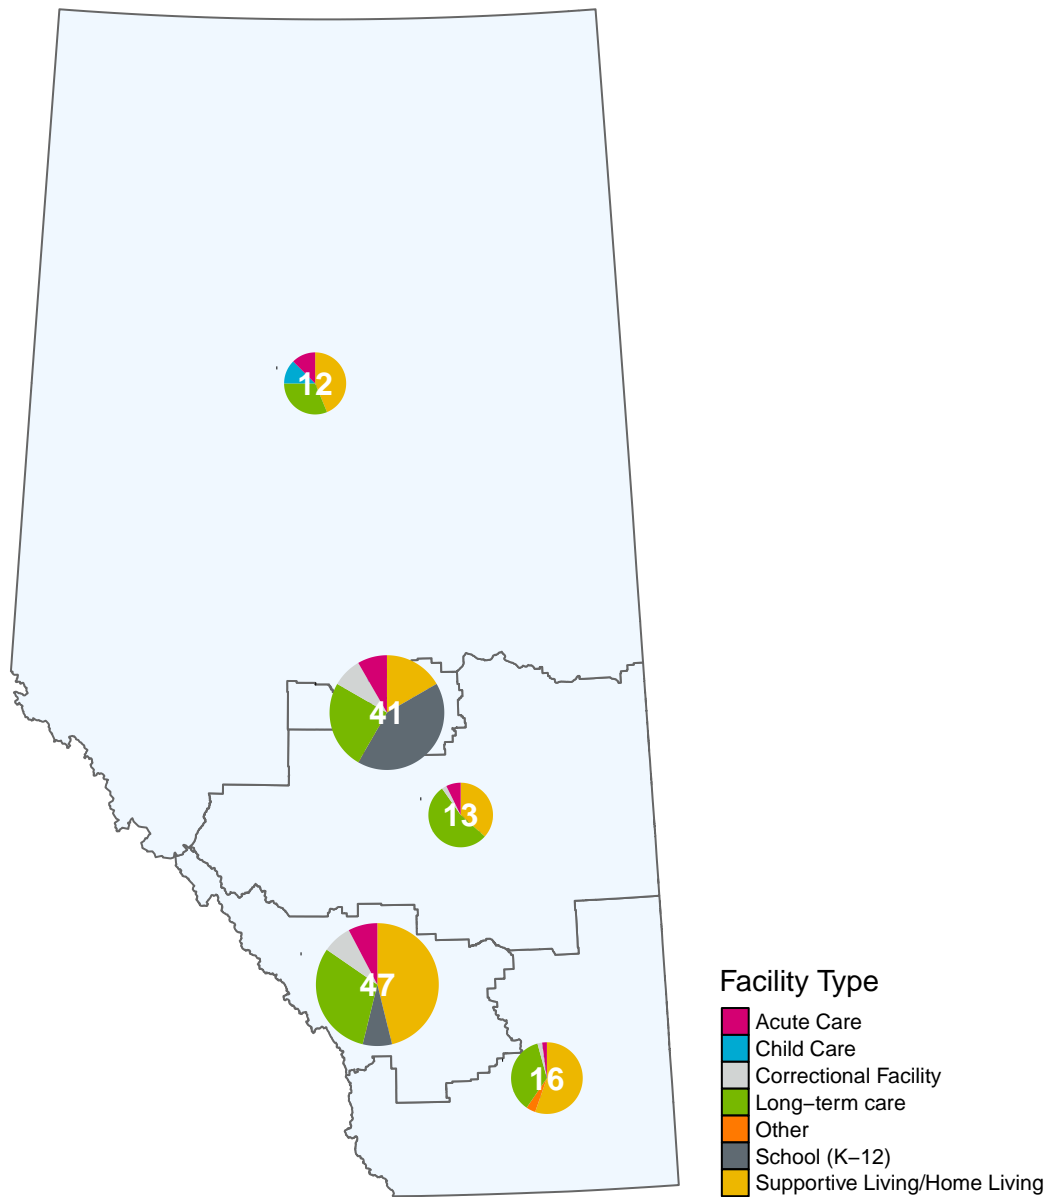 12
41
13
47
16
Facility Type
Acute Care
Child Care
Correctional Facility
Long−term care
Other
School (K−12)
Supportive Living/Home Living